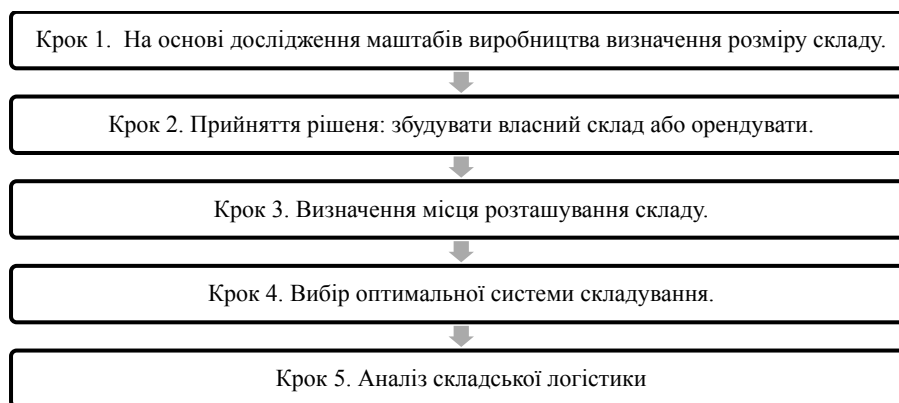 Крок 1.  На основі дослідження маштабів виробництва визначення розміру складу.
Крок 2. Прийняття рішеня: збудувати власний склад або орендувати.
Крок 3. Визначення місця розташування складу.
Крок 4. Вибір оптимальної системи складування.
Крок 5. Аналіз складської логістики